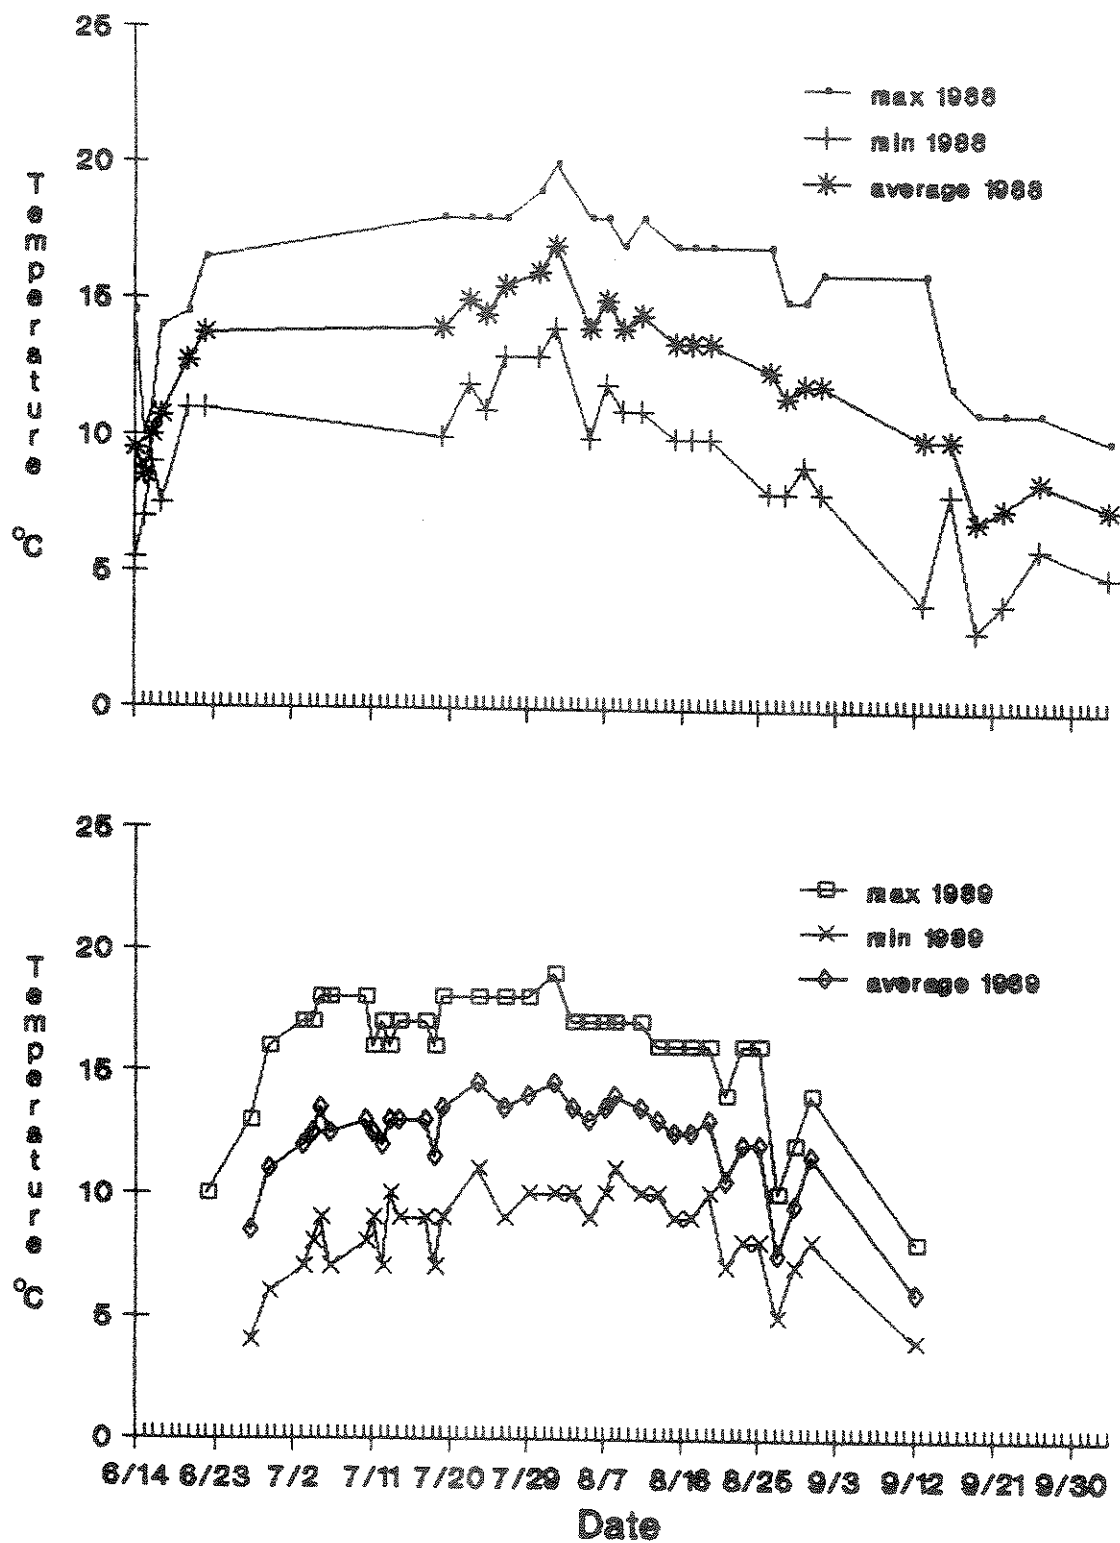 25
20
15
10
5
0
Temperature °C
max 1988
min 1988
average 1988
25
20
15
10
5
0
Temperature °C
max 1989
min 1989
average 1989
6/14 6/23 7/2 7/11 7/20 7/29 8/7 8/16 8/25 9/3 9/12 9/21 9/30
Date